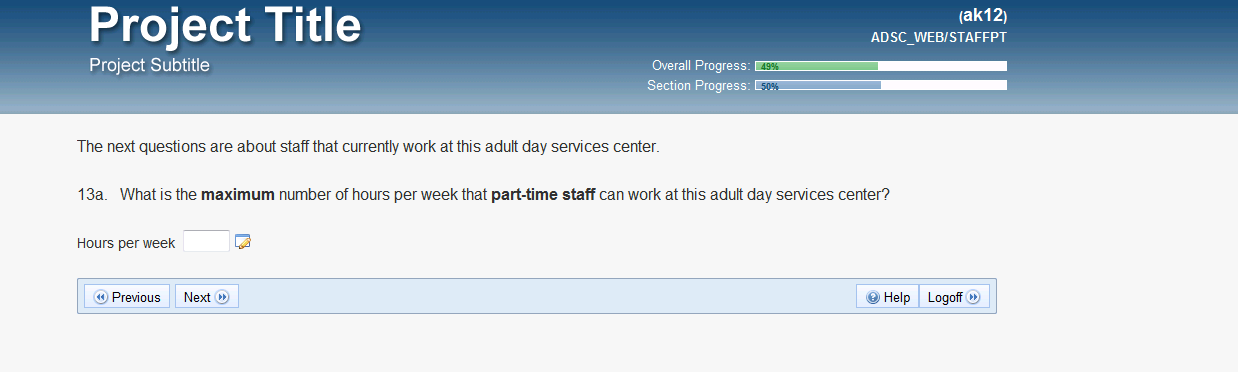 Project Title
Project Subtitle
(ak12)
ADSC_WEB/STAFFPT
Overall Progress: 49%
Section Progress: 50%
The next questions are about staff that currently work at this adult day services center.
13a. What is the maximum number of hours per week that part-time staff can work at this adult day services center?
Hours per week
Previous Next Help Logoff